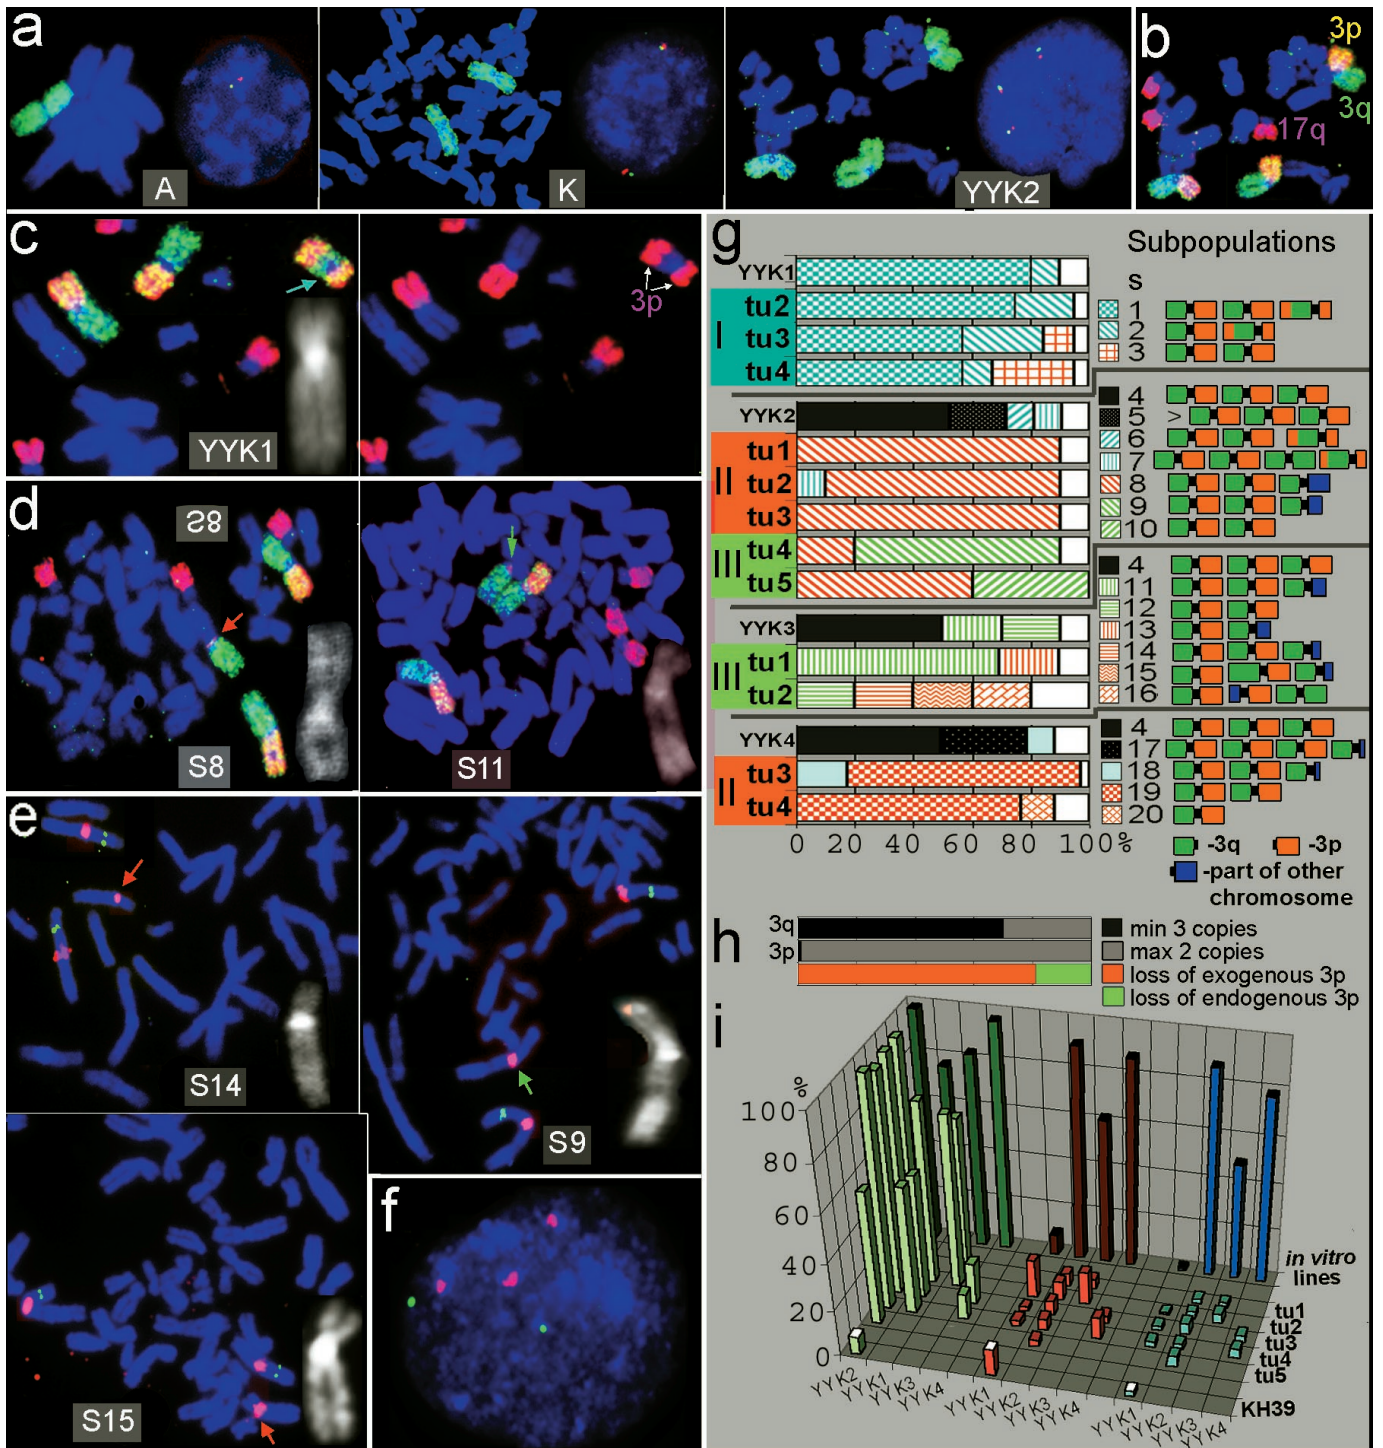 a
A
K
YYK2
b
3p
3q
17q
c
YYK1
3p
d
S8
S8
S11
e
S14
S9
S15
f
g
Subpopulations
s
YYK1
I
tu2
tu3
tu4
1
2
3
YYK2
II
tu1
tu2
tu3
III
tu4
tu5
4
5
>
6
7
8
9
10
YYK3
III
tu1
tu2
4
11
12
13
14
15
16
YYK4
II
tu3
tu4
4
17
18
19
20
0 20 40 60 80 100%
-3q -3p
-part of other
chromosome
h
3q
3p
min 3 copies
max 2 copies
loss of exogenous 3p
loss of endogenous 3p
i
%
100
80
60
40
20
0
in vitro
lines
tu1
tu2
tu3
tu4
tu5
KH39
YYK2
YYK1
YYK3
YYK4
YYK1
YYK2
YYK3
YYK4
YYK1
YYK2
YYK3
YYK4